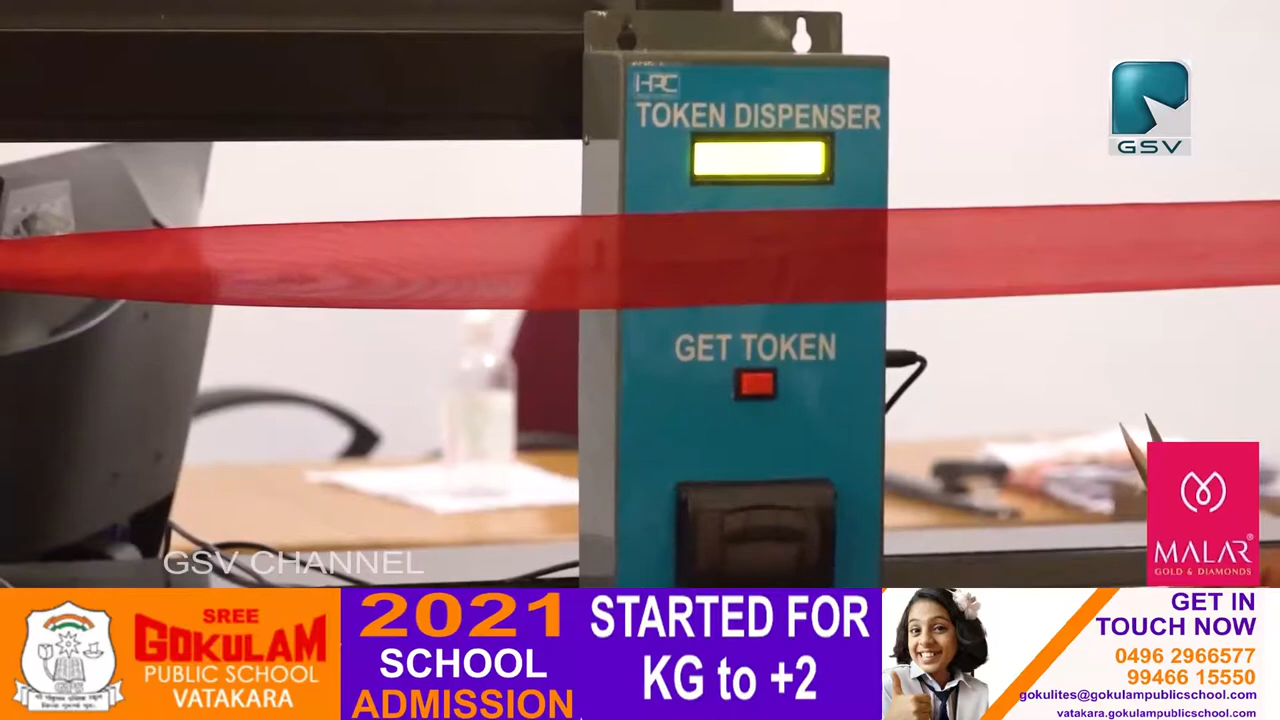 HRC
TOKEN DISPENSER
GET TOKEN
GSV
GSV CHANNEL
MALAR®
GOLD & DIAMONDS
SREE
GOKULAM
PUBLIC SCHOOL
VATAKARA
2021
SCHOOL
ADMISSION
STARTED FOR
KG to +2
GET IN
TOUCH NOW
0496 2966577
99466 15550
gokulites@gokulampublicschool.com
vatakara.gokulampublicschool.com